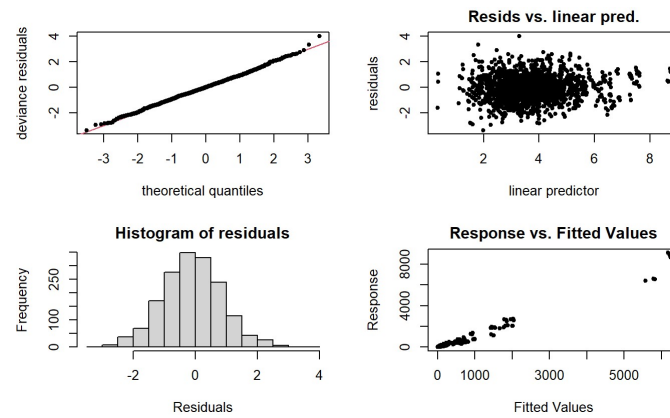 deviance residuals
4
2
0
-2
-3 -2 -1 0 1 2 3
theoretical quantiles
Resids vs. linear pred.
residuals
4
2
0
-2
2 4 6 8
linear predictor
Histogram of residuals
Frequency
250
100
0
-2 0 2 4
Residuals
Response vs. Fitted Values
Response
8000
4000
0
0 1000 3000 5000
Fitted Values